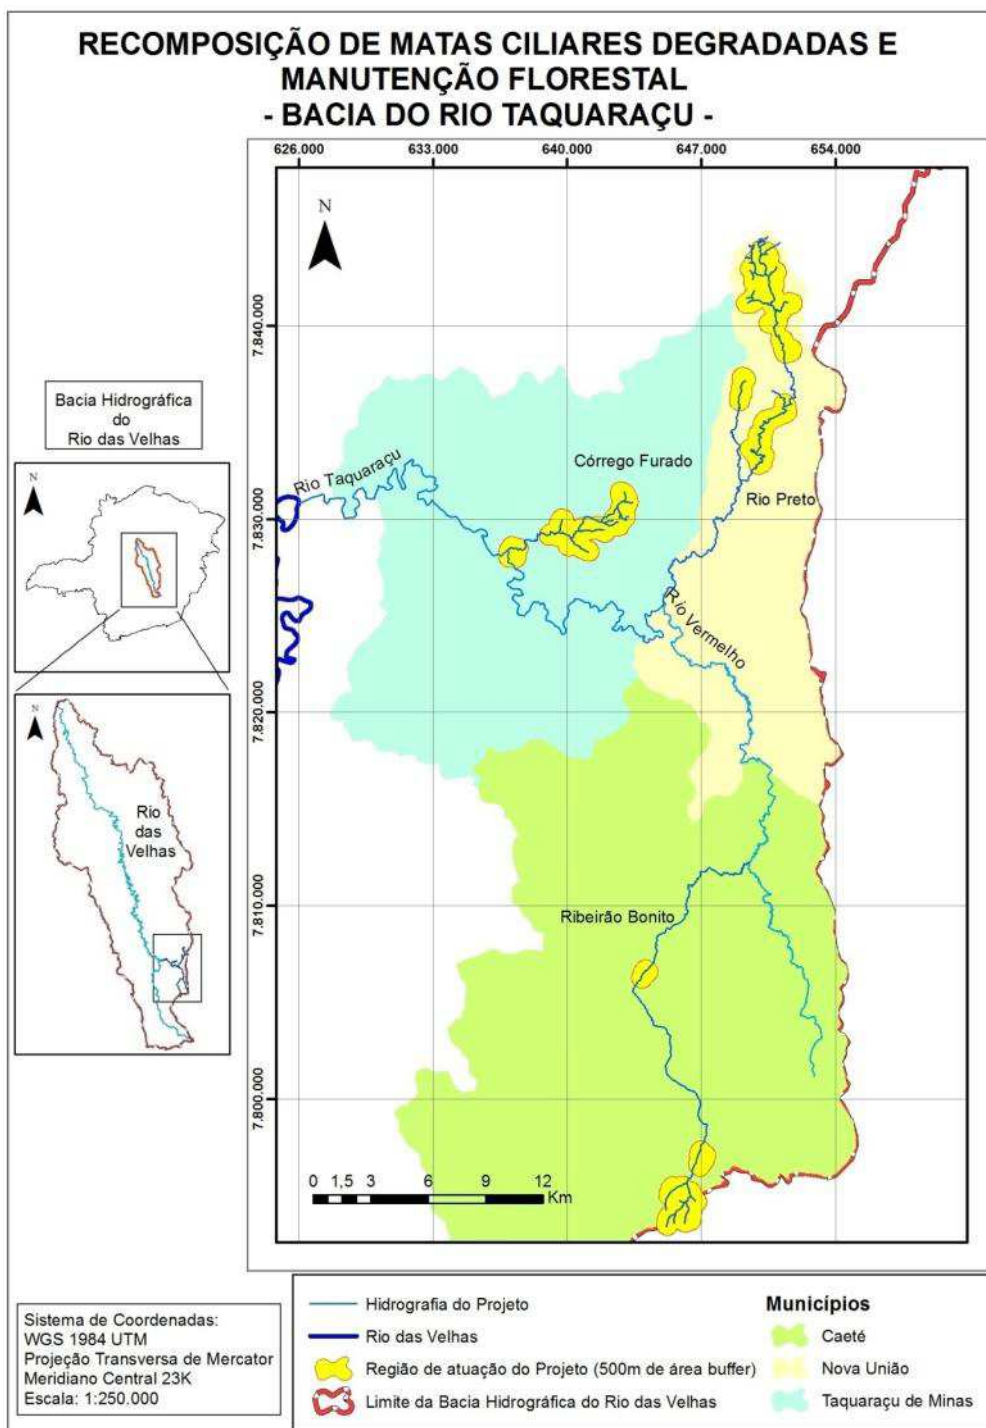 RECOMPOSIÇÃO DE MATAS CILIARES DEGRADADAS E
MANUTENÇÃO FLORESTAL
- BACIA DO RIO TAQUARAÇU -
626.000
633.000
640.000
647.000
654.000
N
7.840.000
7.830.000
7.820.000
7.810.000
7.800.000
Bacia Hidrográfica
do
Rio das Velhas
N
N
Rio
das
Velhas
Rio Taquaraçu
Córrego Furado
Rio Preto
Rio Vermelho
Ribeirão Bonito
0 1,5 3 6 9 12
Km
Sistema de Coordenadas:
WGS 1984 UTM
Projeção Transversa de Mercator
Meridiano Central 23K
Escala: 1:250.000
Hidrografia do Projeto
Rio das Velhas
Região de atuação do Projeto (500m de área buffer)
Limite da Bacia Hidrográfica do Rio das Velhas
Municípios
Caeté
Nova União
Taquaraçu de Minas